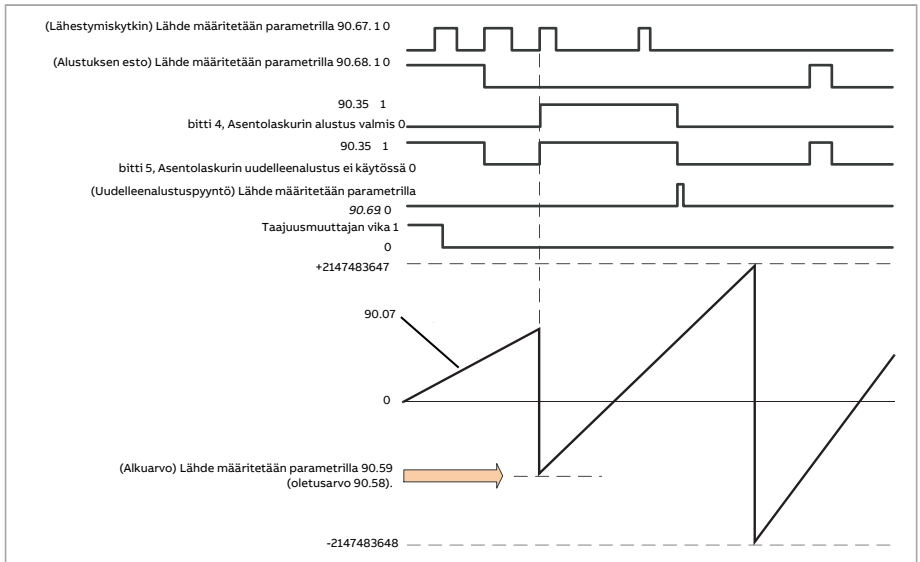 (Lähestymiskytkin) Lähde määritetään parametrilla 90.67. 1 0
(Alustuksen esto) Lähde määritetään parametrilla 90.68. 1 0
90.35 1
bitti 4, Asentolaskurin alustus valmis 0
90.35 1
bitti 5, Asentolaskurin uudelleenalustus ei käytössä 0
(Uudelleenalustuspyyntö) Lähde määritetään parametrilla
90.69. 0
Taajuusmuuttajan vika 1
0
+2147483647
90.07
0
(Alkuarvo) Lähde määritetään parametrilla 90.59
(oletusarvo 90.58).
-2147483648